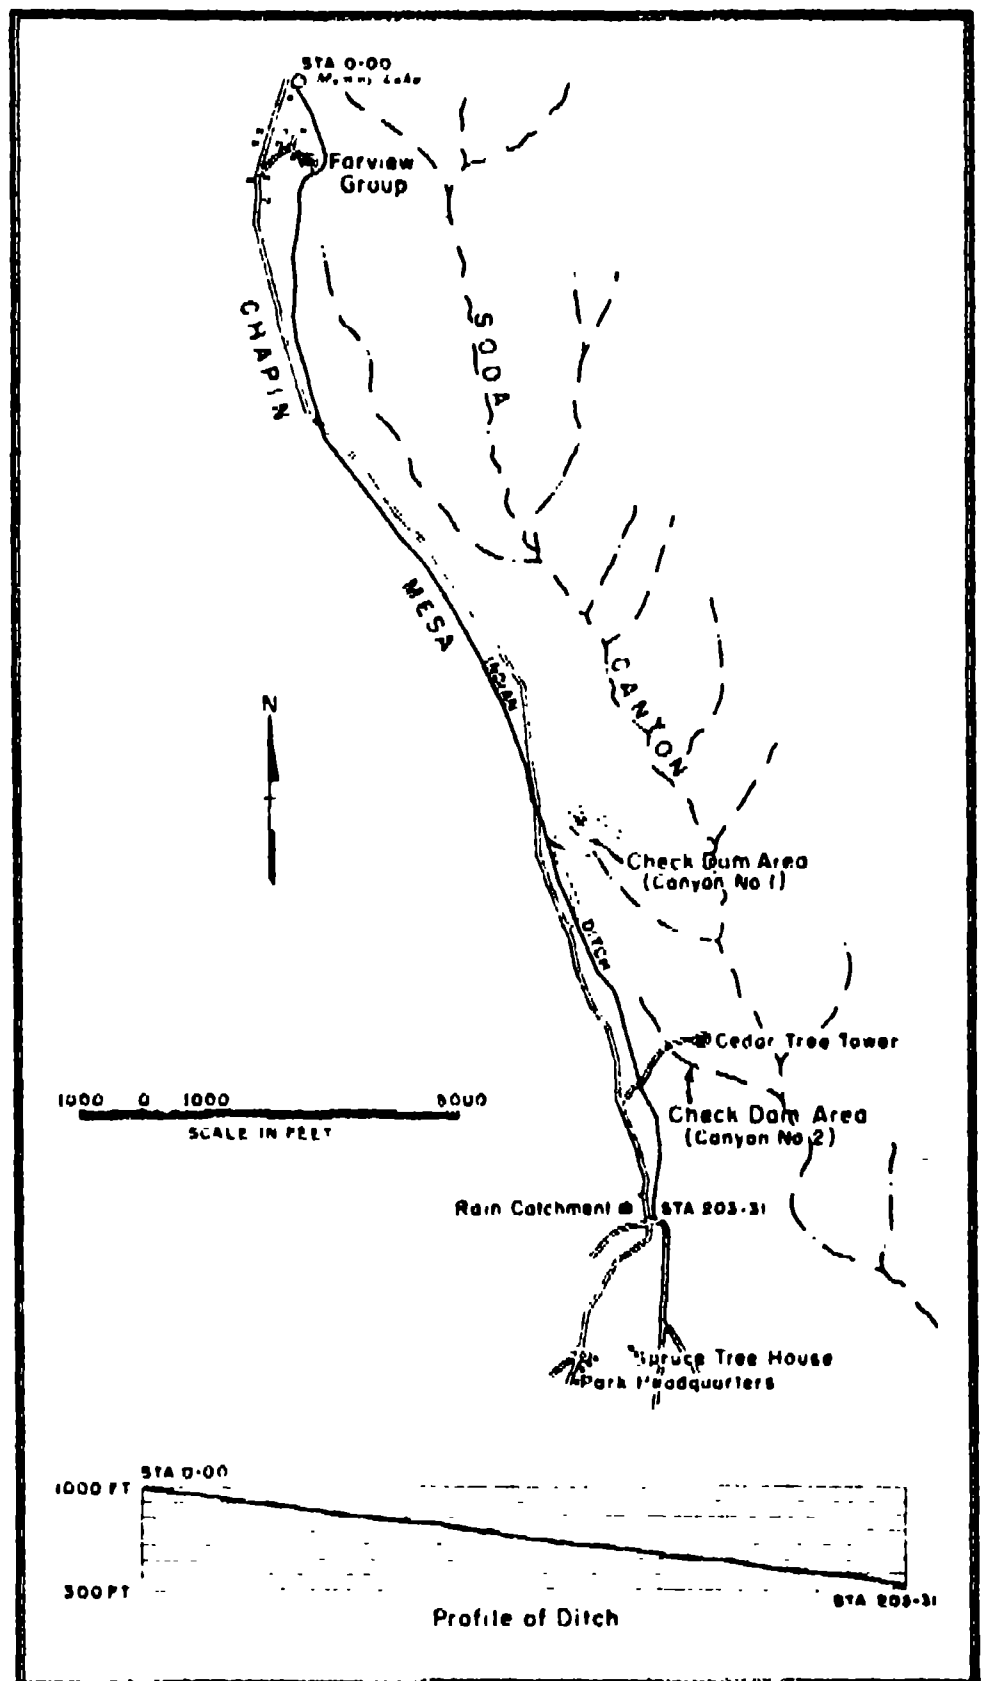 STA 0+00
Farview
Group
CHAPIN
SODA
MESA
INDIAN
CANYON
N
Check Dam Area
(Canyon No 1)
DITCH
Cedar Tree Tower
1000 0 1000 5000
SCALE IN FEET
Check Dam Area
(Canyon No 2)
Rain Catchment
STA 203+31
Spruce Tree House
Park Headquarters
STA 0+00
1000 FT
300 FT
STA 203+31
Profile of Ditch